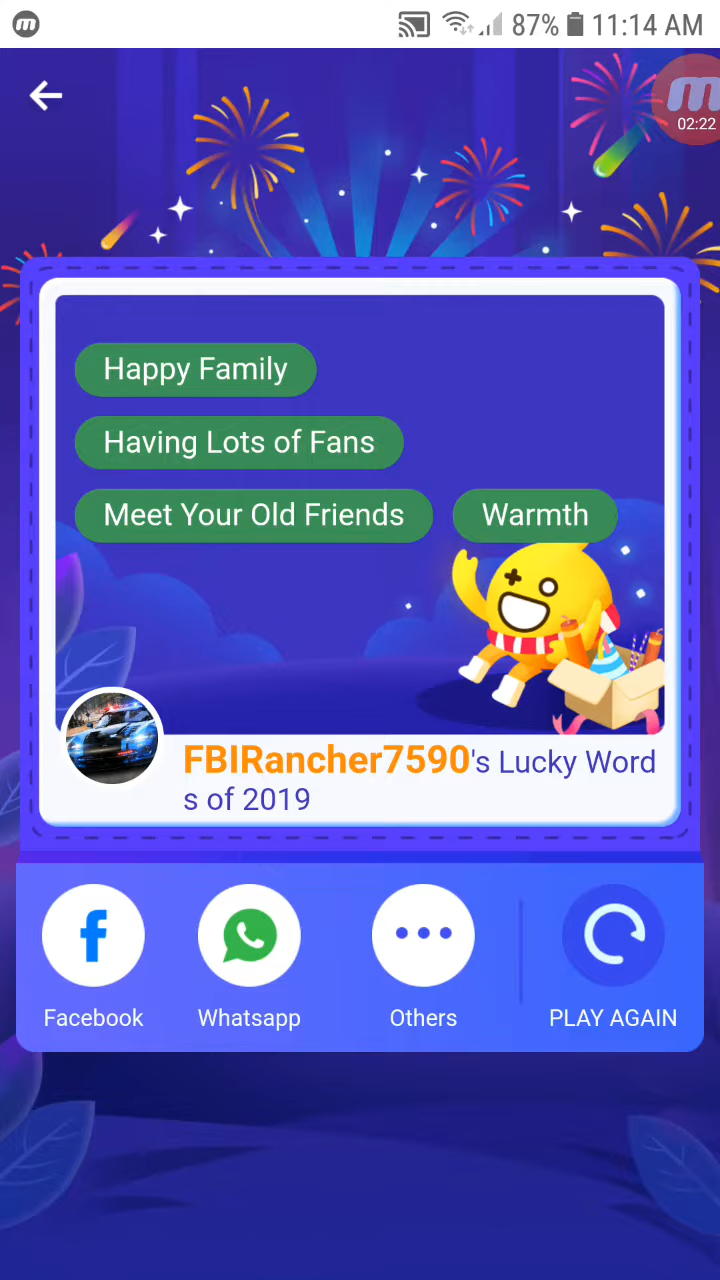 87% 11:14 AM
m
02:22
Happy Family
Having Lots of Fans
Meet Your Old Friends Warmth
FBIRancher7590's Lucky Word
s of 2019
Facebook Whatsapp Others PLAY AGAIN